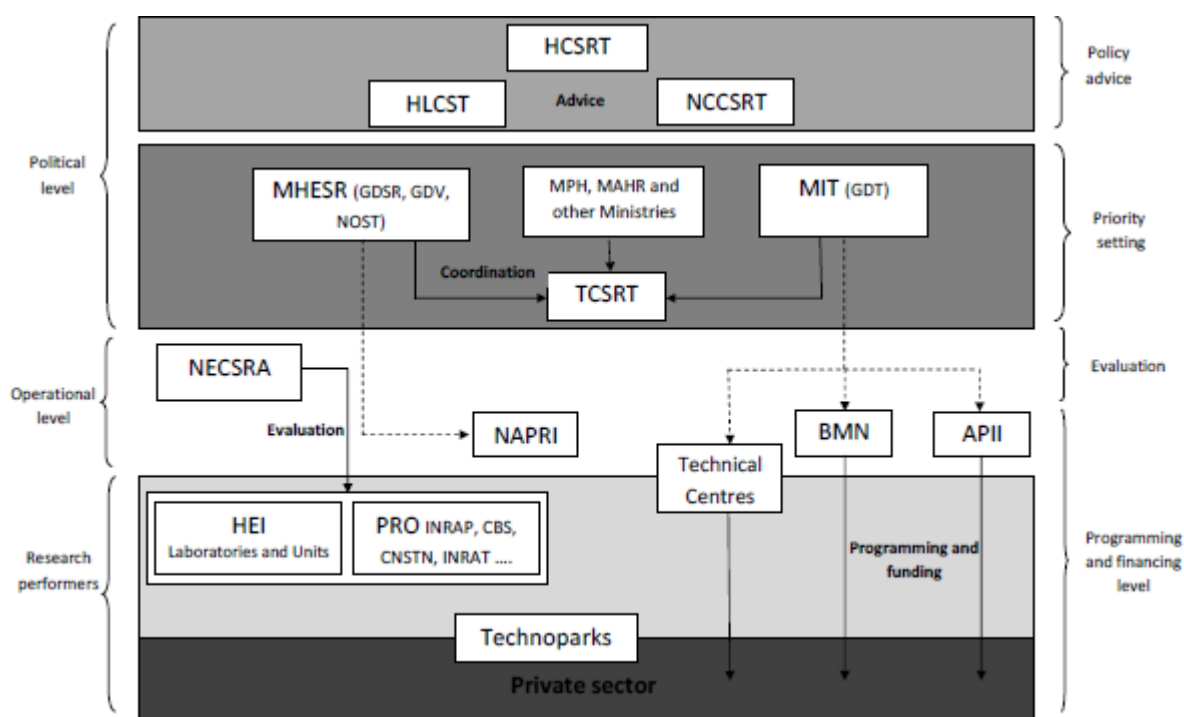 HCSRT
HLCST
Advice
NCCSRT
Policy
advice
Political
level
MHESR (GDSR, GDV,
NOST)
MPH, MAHR and
other Ministries
MIT (GDT)
Priority
setting
Coordination
TCSRT
NECSRA
Evaluation
Operational
level
Evaluation
NAPRI
BMN
APII
Technical
Centres
HEI
Laboratories and Units
PRO INRAP, CBS,
CNSTN, INRAT ....
Programming and
funding
Research
performers
Programming
and financing
level
Technoparks
Private sector